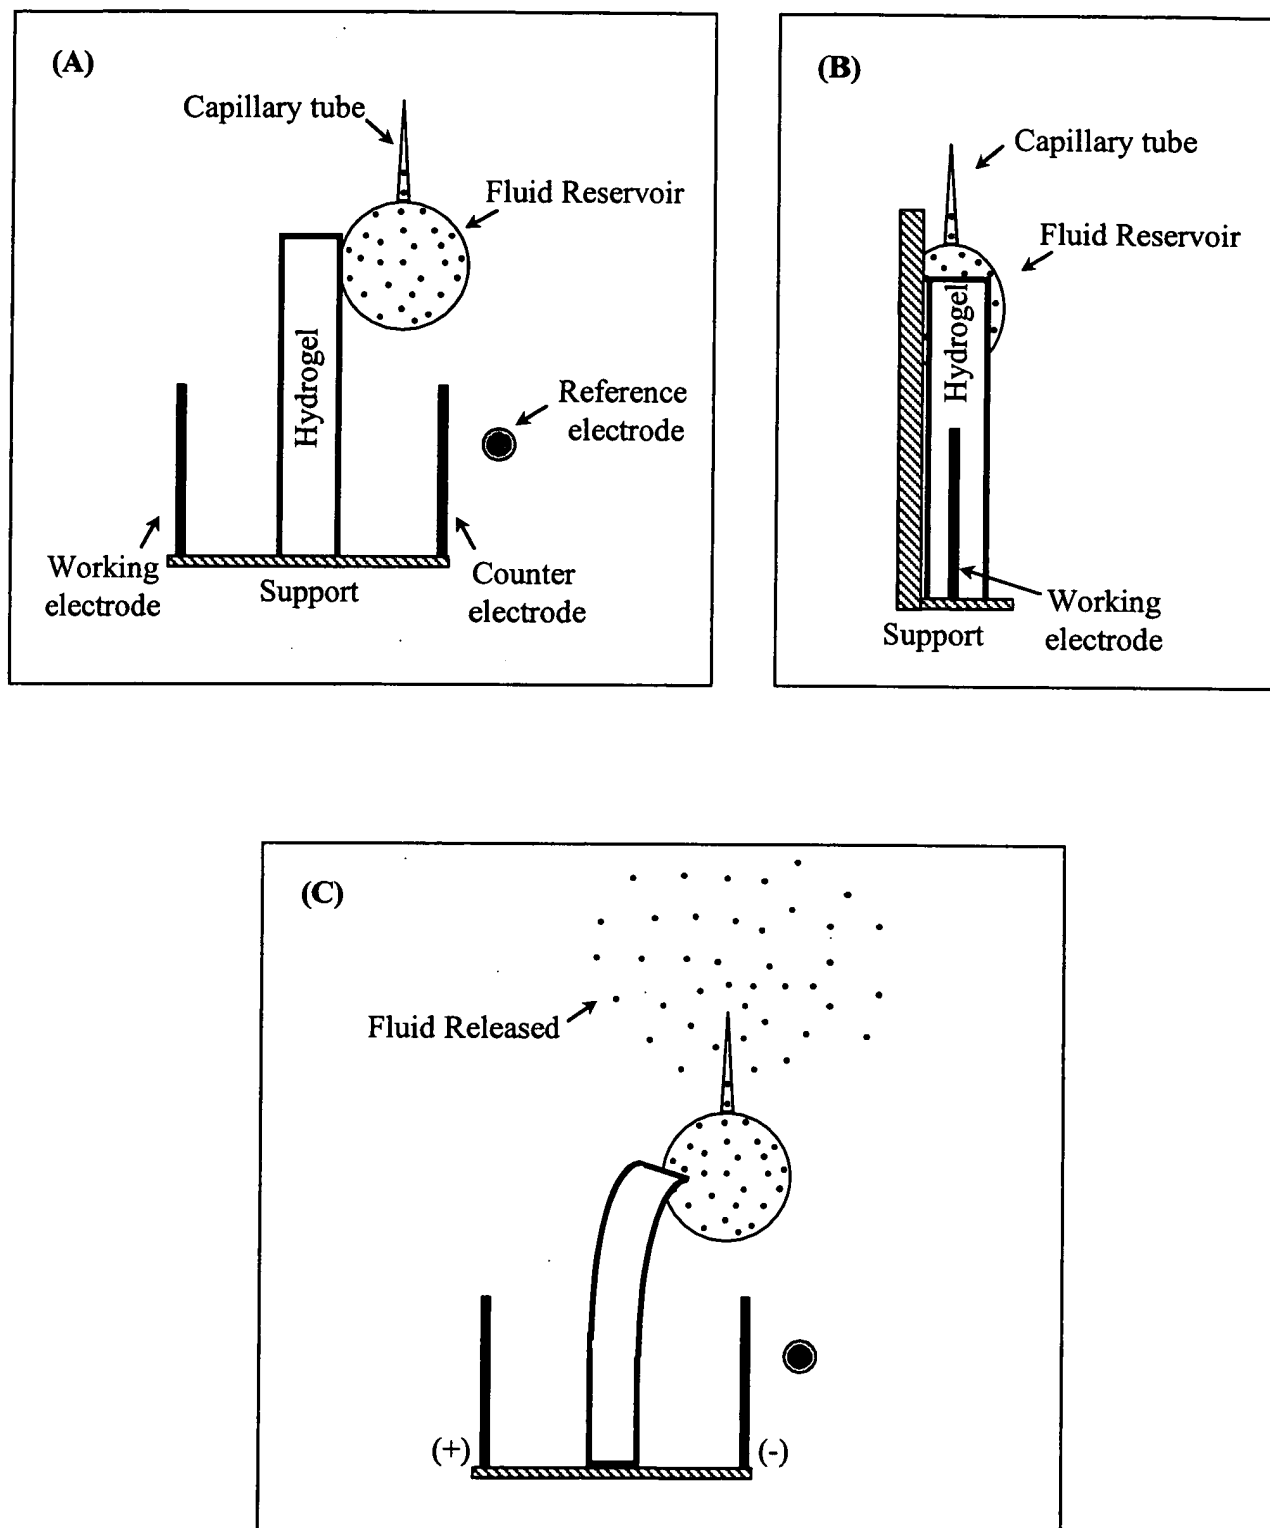 (A)
Capillary tube
Fluid Reservoir
Hydrogel
Reference
electrode
Working
electrode
Support
Counter
electrode
(B)
Capillary tube
Fluid Reservoir
Hydrogel
Support
Working
electrode
(C)
Fluid Released
(+)
(-)